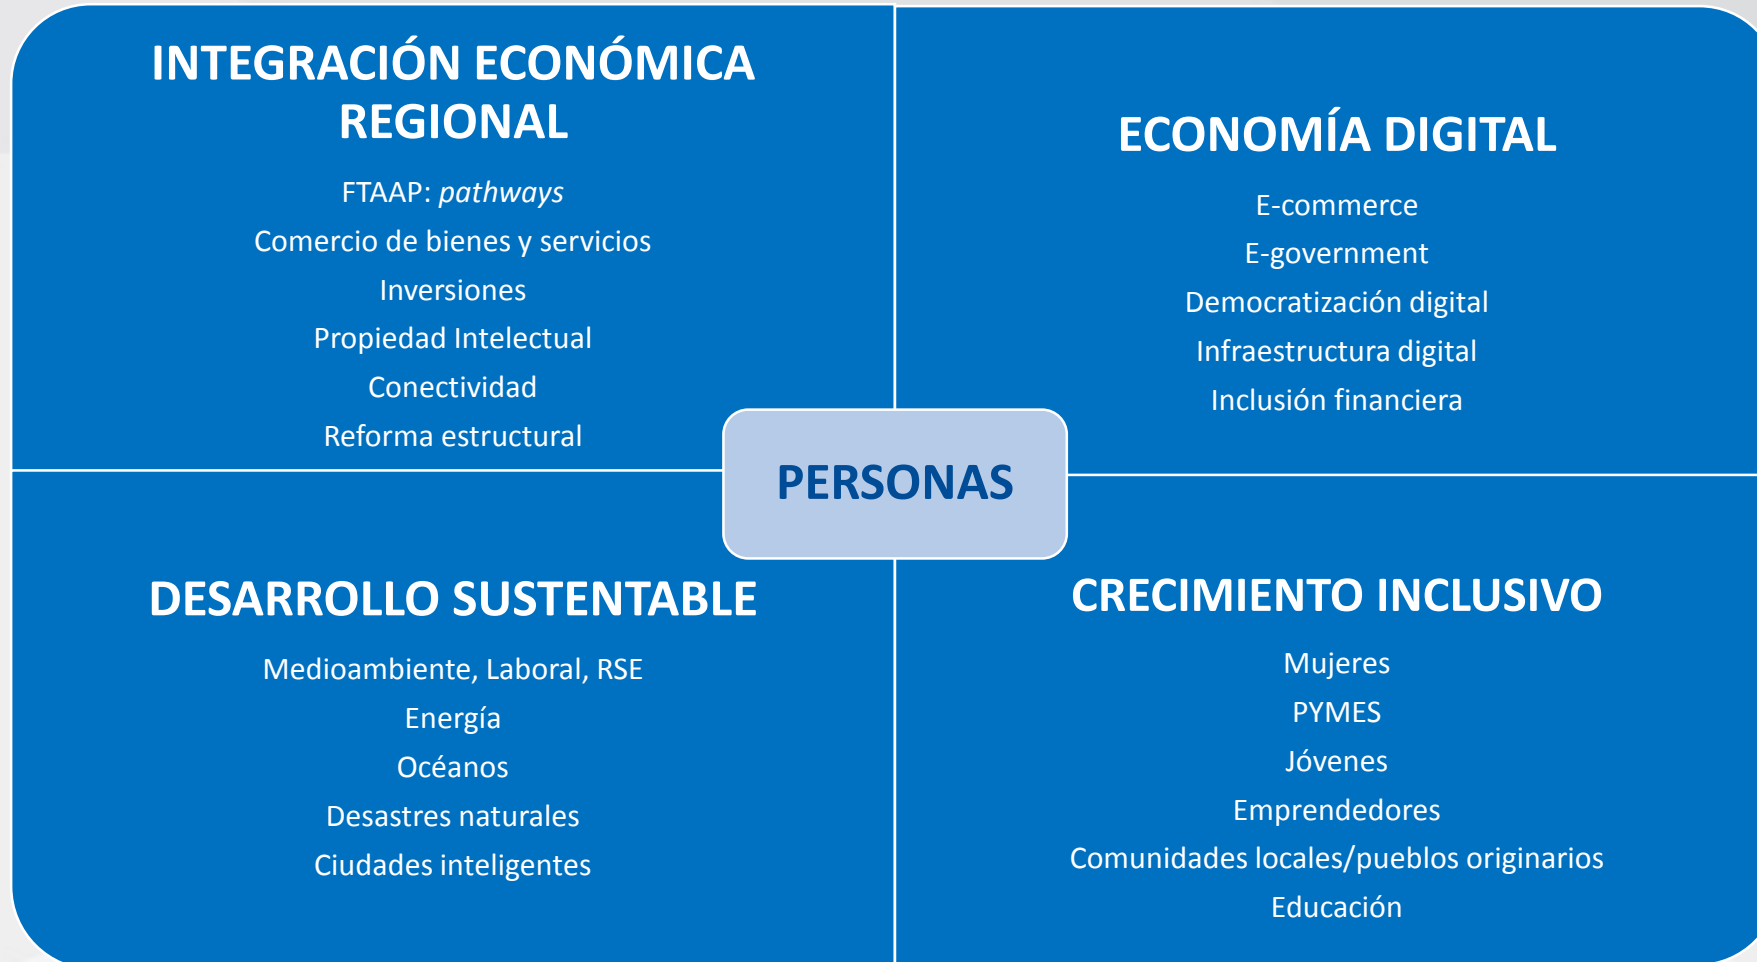 INTEGRACIÓN ECONÓMICA
REGIONAL
FTAAP: pathways
Comercio de bienes y servicios
Inversiones
Propiedad Intelectual
Conectividad
Reforma estructural
ECONOMÍA DIGITAL
E-commerce
E-government
Democratización digital
Infraestructura digital
Inclusión financiera
PERSONAS
DESARROLLO SUSTENTABLE
Medioambiente, Laboral, RSE
Energía
Océanos
Desastres naturales
Ciudades inteligentes
CRECIMIENTO INCLUSIVO
Mujeres
PYMES
Jóvenes
Emprendedores
Comunidades locales/pueblos originarios
Educación